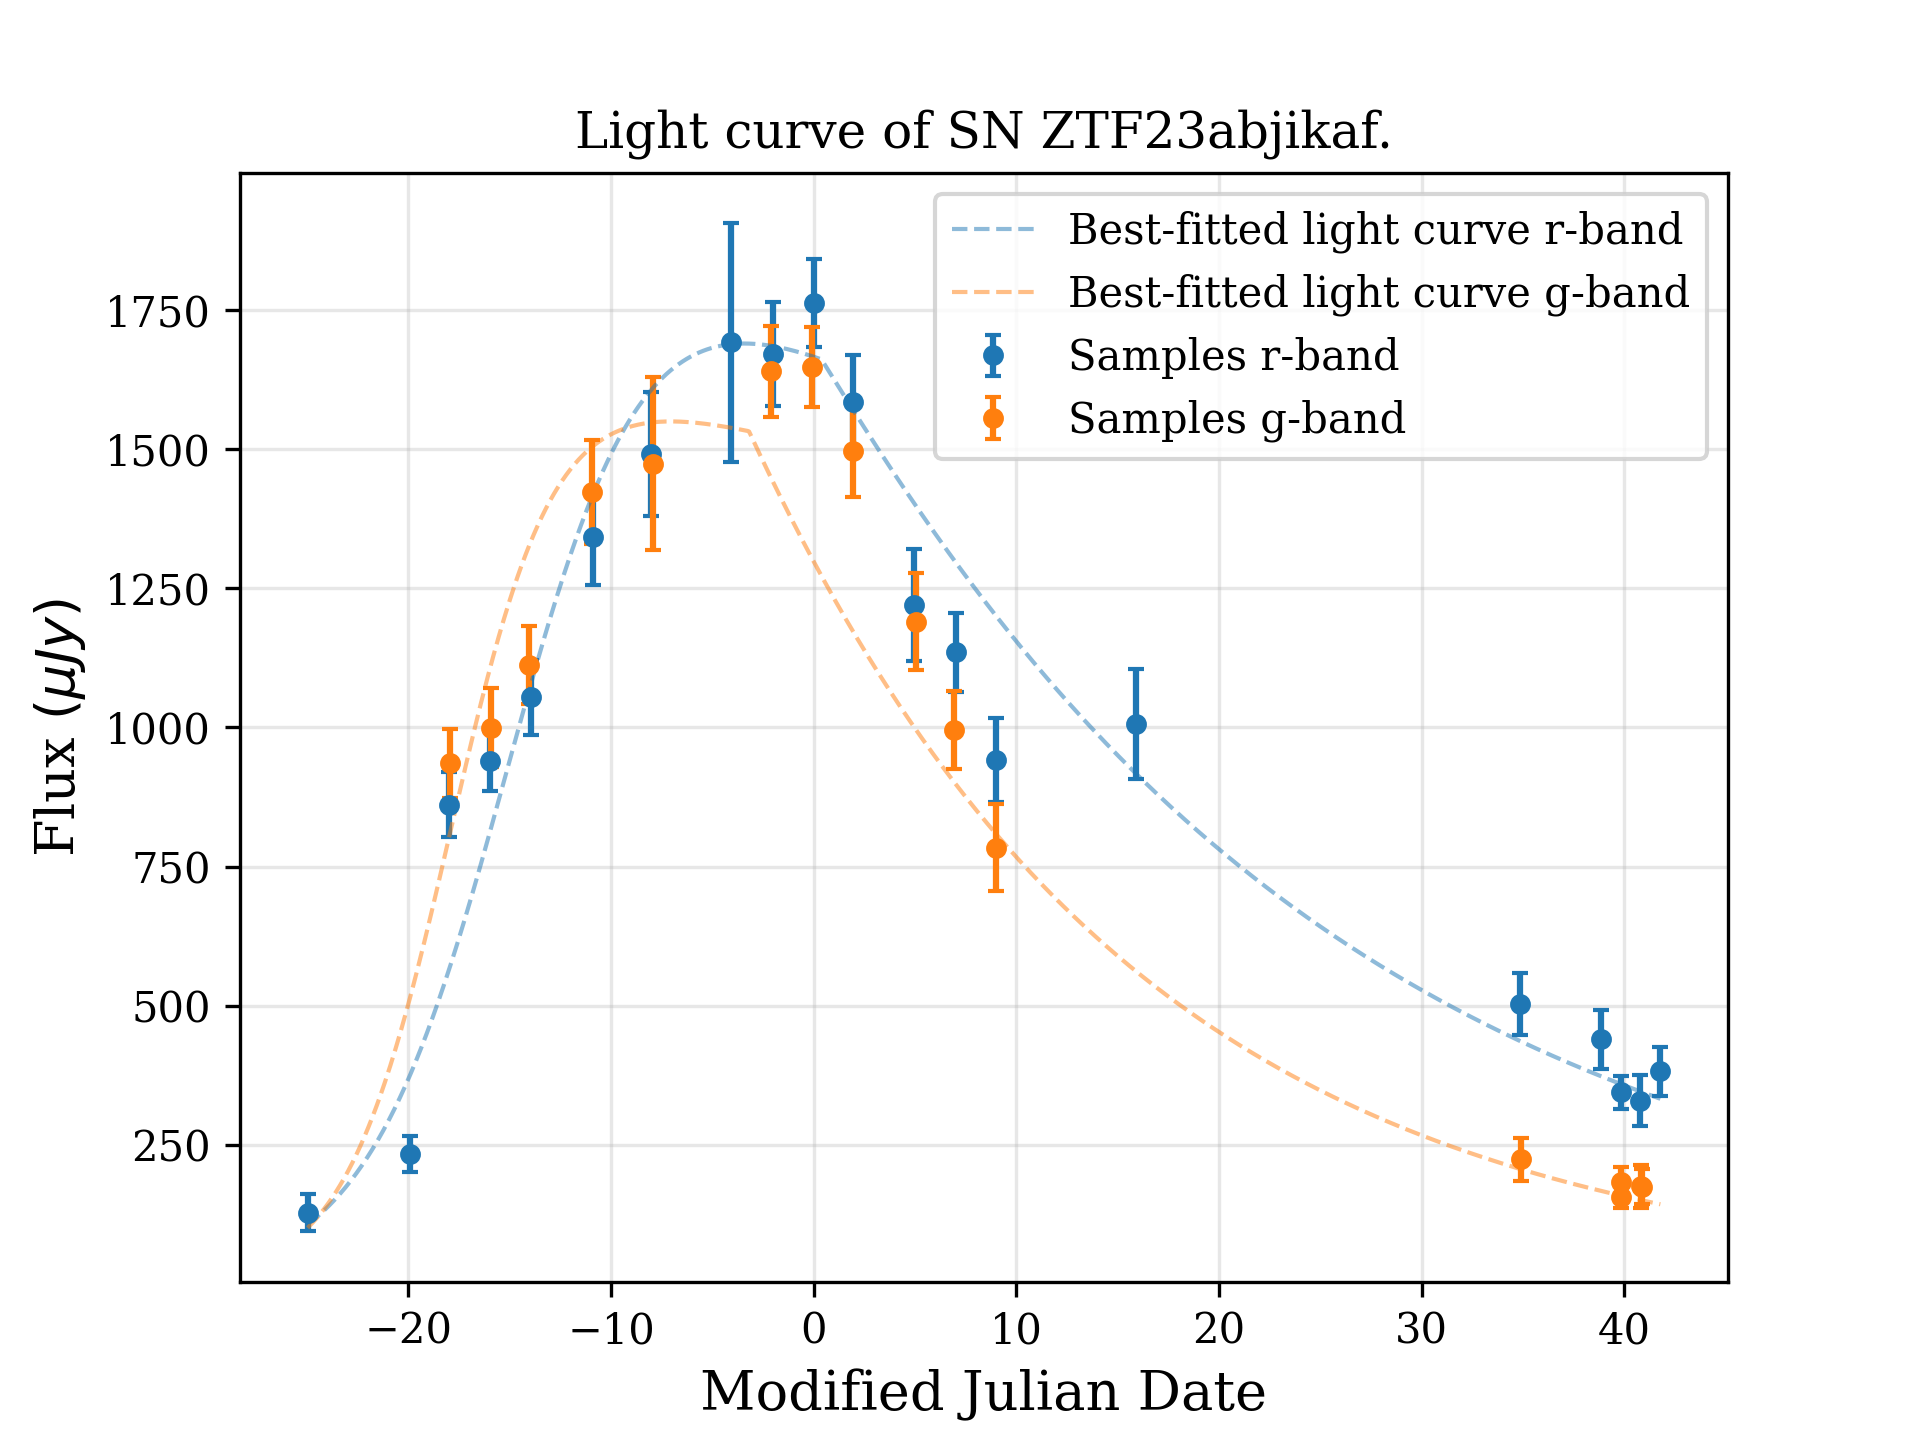 Light curve of SN ZTF23abjikaf.
Best-fitted light curve r-band
Best-fitted light curve g-band
Samples r-band
Samples g-band
Flux (μJy)
1750
1500
1250
1000
750
500
250
−20
−10
0
10
20
30
40
Modified Julian Date